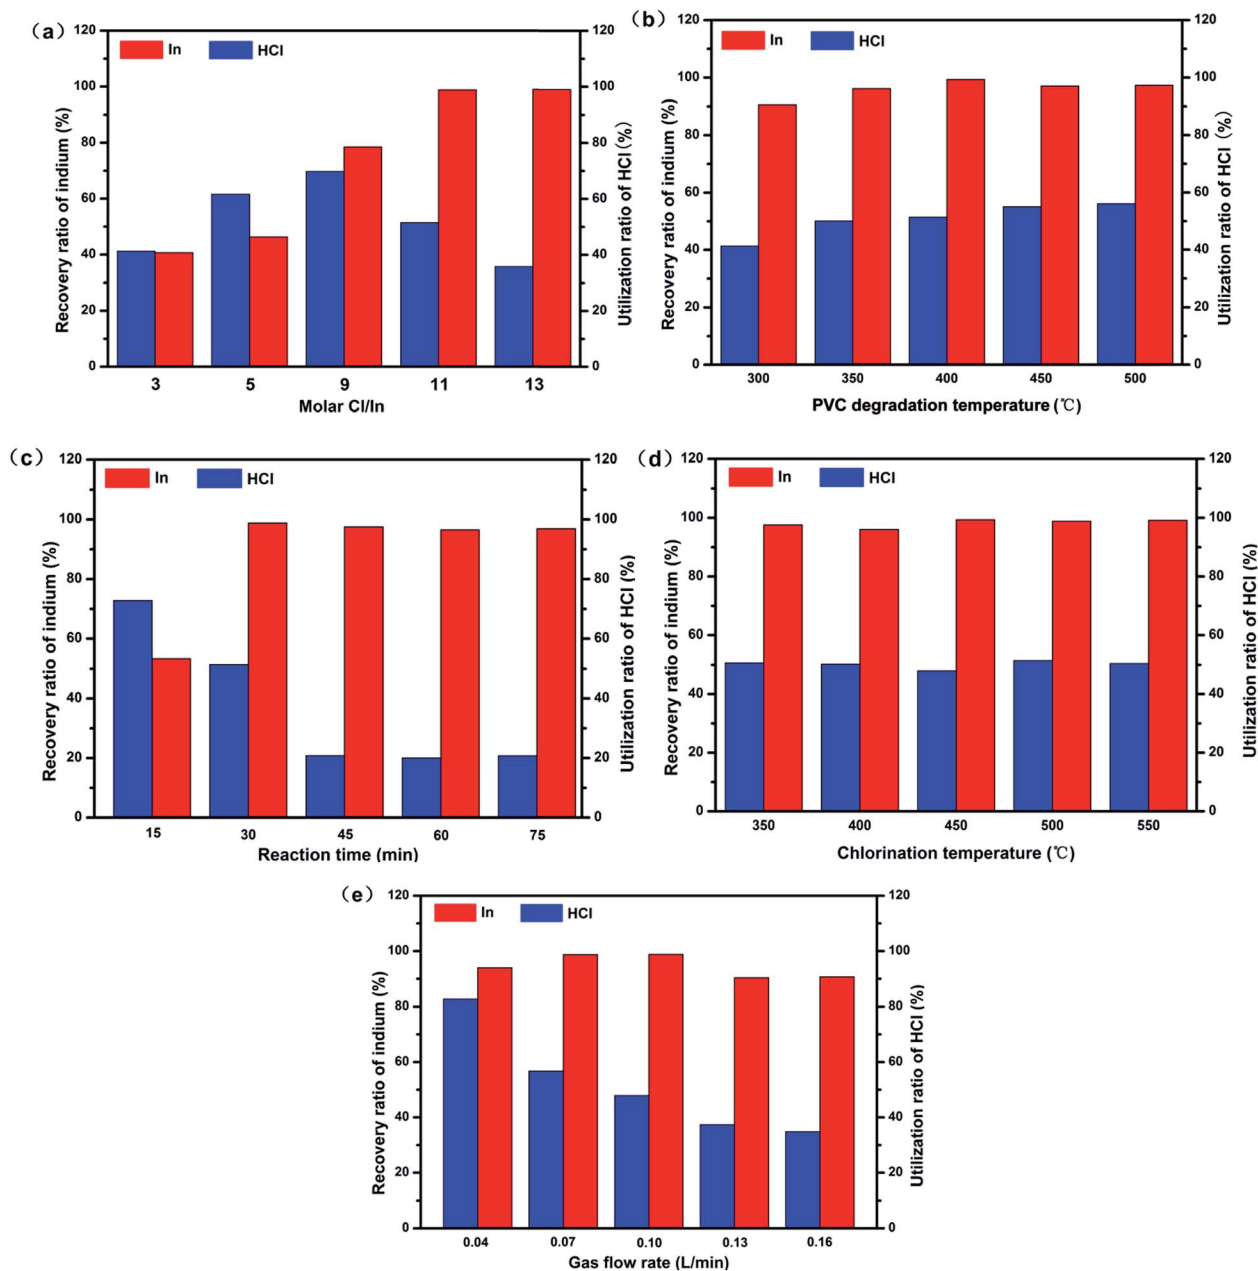 (a)
In
HCl
Recovery ratio of indium (%)
120
100
80
60
40
20
0
3 5 9 11 13
Molar Cl/In
120
100
80
60
40
20
0
Utilization ratio of HCl (%)
(b)
In
HCl
Recovery ratio of indium (%)
120
100
80
60
40
20
0
300 350 400 450 500
PVC degradation temperature (℃)
120
100
80
60
40
20
0
Utilization ratio of HCl (%)
(c)
In
HCl
Recovery ratio of indium (%)
120
100
80
60
40
20
0
15 30 45 60 75
Reaction time (min)
120
100
80
60
40
20
0
Utilization ratio of HCl (%)
(d)
In
HCl
Recovery ratio of indium (%)
120
100
80
60
40
20
0
350 400 450 500 550
Chlorination temperature (℃)
120
100
80
60
40
20
0
Utilization ratio of HCl (%)
(e)
In
HCl
Recovery ratio of indium (%)
120
100
80
60
40
20
0
0.04 0.07 0.10 0.13 0.16
Gas flow rate (L/min)
120
100
80
60
40
20
0
Utilization ratio of HCl (%)